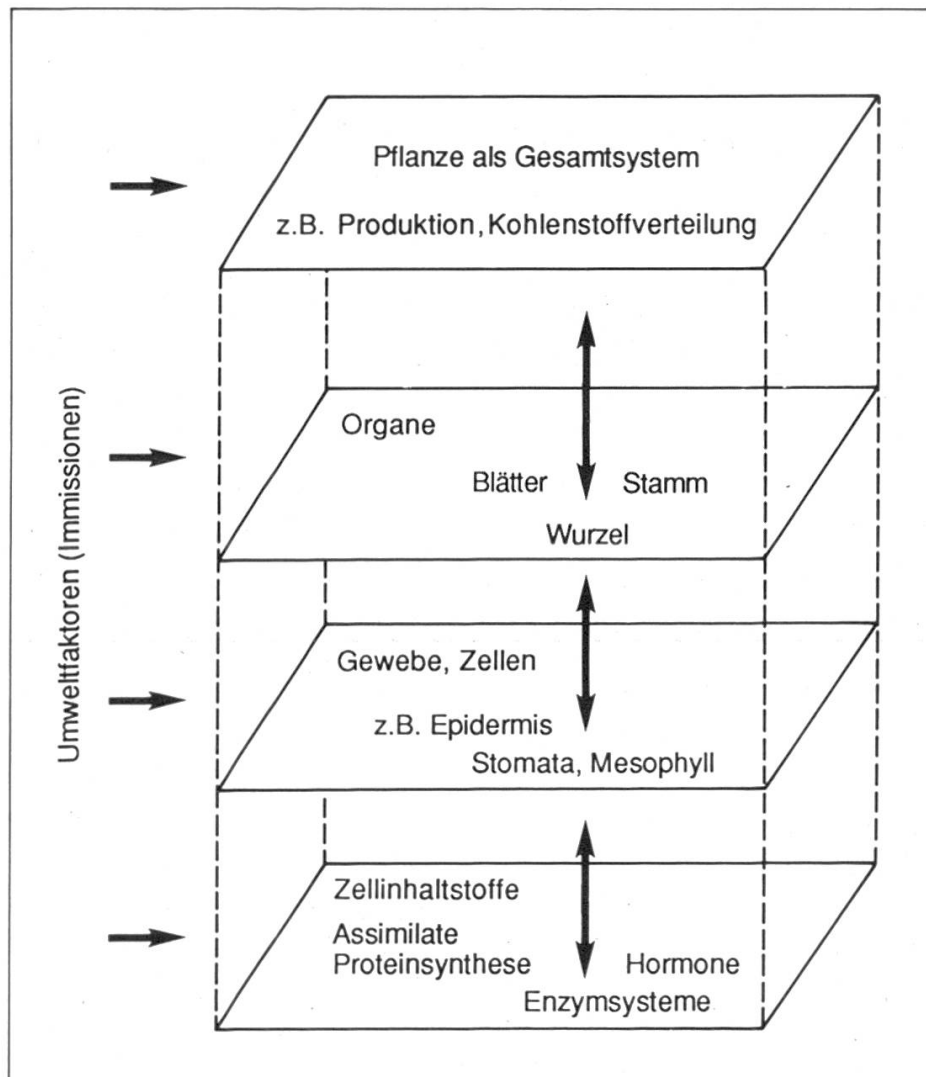 Pflanze als Gesamtsystem
z.B. Produktion, Kohlenstoffverteilung
Umweltfaktoren (Immissionen)
Organe
Blätter Stamm
Wurzel
Gewebe, Zellen
z.B. Epidermis
Stomata, Mesophyll
Zellinhaltstoffe
Assimilate
Proteinsynthese Hormone
Enzymsysteme